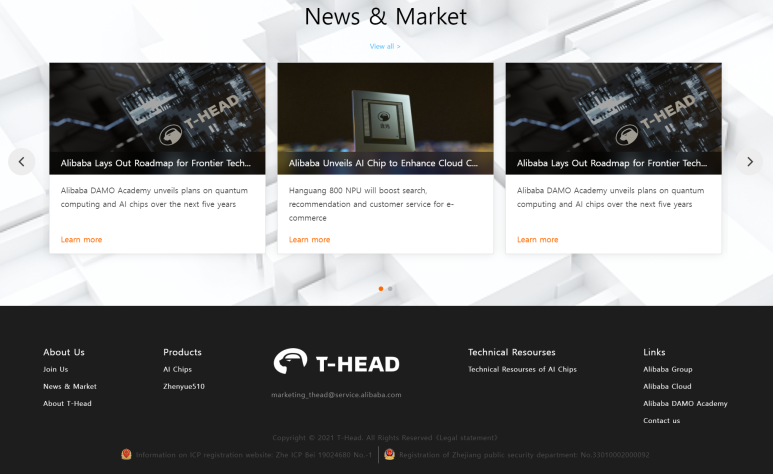 News & Market
View all >
T-HEAD
T-HEAD
Alibaba Lays Out Roadmap for Frontier Tech...
Alibaba Unveils AI Chip to Enhance Cloud C...
Alibaba Lays Out Roadmap for Frontier Tech...
Alibaba DAMO Academy unveils plans on quantum
computing and AI chips over the next five years
Hanguang 800 NPU will boost search,
recommendation and customer service for e-
commerce
Alibaba DAMO Academy unveils plans on quantum
computing and AI chips over the next five years
Learn more
Learn more
Learn more
About Us
Join Us
News & Market
About T-Head
Products
AI Chips
Zhenyue510
T-HEAD
marketing_thead@service.alibaba.com
Technical Resourses
Technical Resourses of AI Chips
Links
Alibaba Group
Alibaba Cloud
Alibaba DAMO Academy
Contact us
Copyright © 2021 T-Head. All Rights Reserved 《Legal statement》
Information on ICP registration website: Zhe ICP Bei 19024680 No.-1
Registration of Zhejiang public security department: No.33010002000092